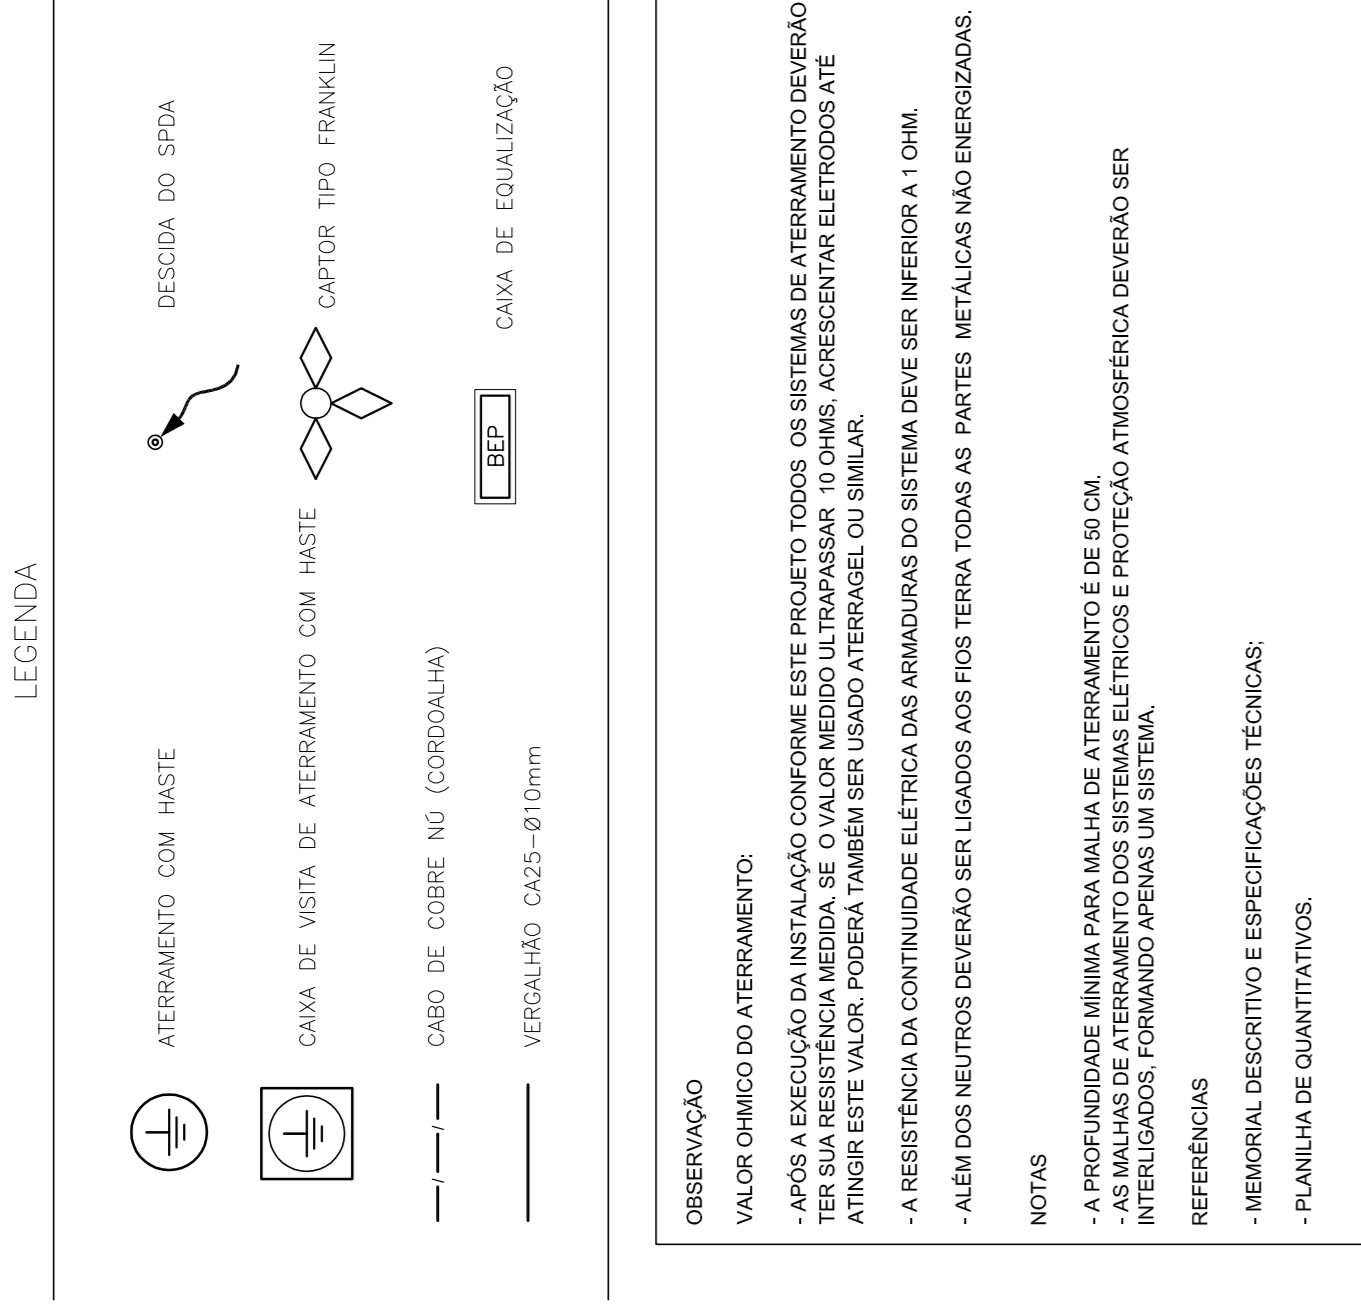 LEGENDA
ATERRAMENTO COM HASTE
CAIXA DE VISITA DE ATERRAMENTO COM HASTE
CABO DE COBRE NÚ (CORDOALHA)
VERGALHÃO CA25-Ø10mm
DESCIDA DO SPDA
CAPTOR TIPO FRANKLIN
BEP
CAIXA DE EQUALIZAÇÃO
OBSERVAÇÃO
VALOR OHMICO DO ATERRAMENTO:
- APÓS A EXECUÇÃO DA INSTALAÇÃO CONFORME ESTE PROJETO TODOS OS SISTEMAS DE ATERRAMENTO DEVERÃO
TER SUA RESISTÊNCIA MEDIDA. SE O VALOR MEDIDO ULTRAPASSAR 10 OHMS, ACRESCENTAR ELETRODOS ATÉ
ATINGIR ESTE VALOR. PODERÁ TAMBÉM SER USADO ATERRAGEL OU SIMILAR.
- A RESISTÊNCIA DA CONTINUIDADE ELÉTRICA DAS ARMADURAS DO SISTEMA DEVE SER INFERIOR A 1 OHM.
- ALÉM DOS NEUTROS DEVERÃO SER LIGADOS AOS FIOS TERRA TODAS AS PARTES METÁLICAS NÃO ENERGIZADAS.
NOTAS
- A PROFUNDIDADE MÍNIMA PARA MALHA DE ATERRAMENTO É DE 50 CM.
- AS MALHAS DE ATERRAMENTO DOS SISTEMAS ELÉTRICOS E PROTEÇÃO ATMOSFÉRICA DEVERÃO SER
INTERLIGADOS, FORMANDO APENAS UM SISTEMA.
REFERÊNCIAS
- MEMORIAL DESCRITIVO E ESPECIFICAÇÕES TÉCNICAS;
- PLANILHA DE QUANTITATIVOS.